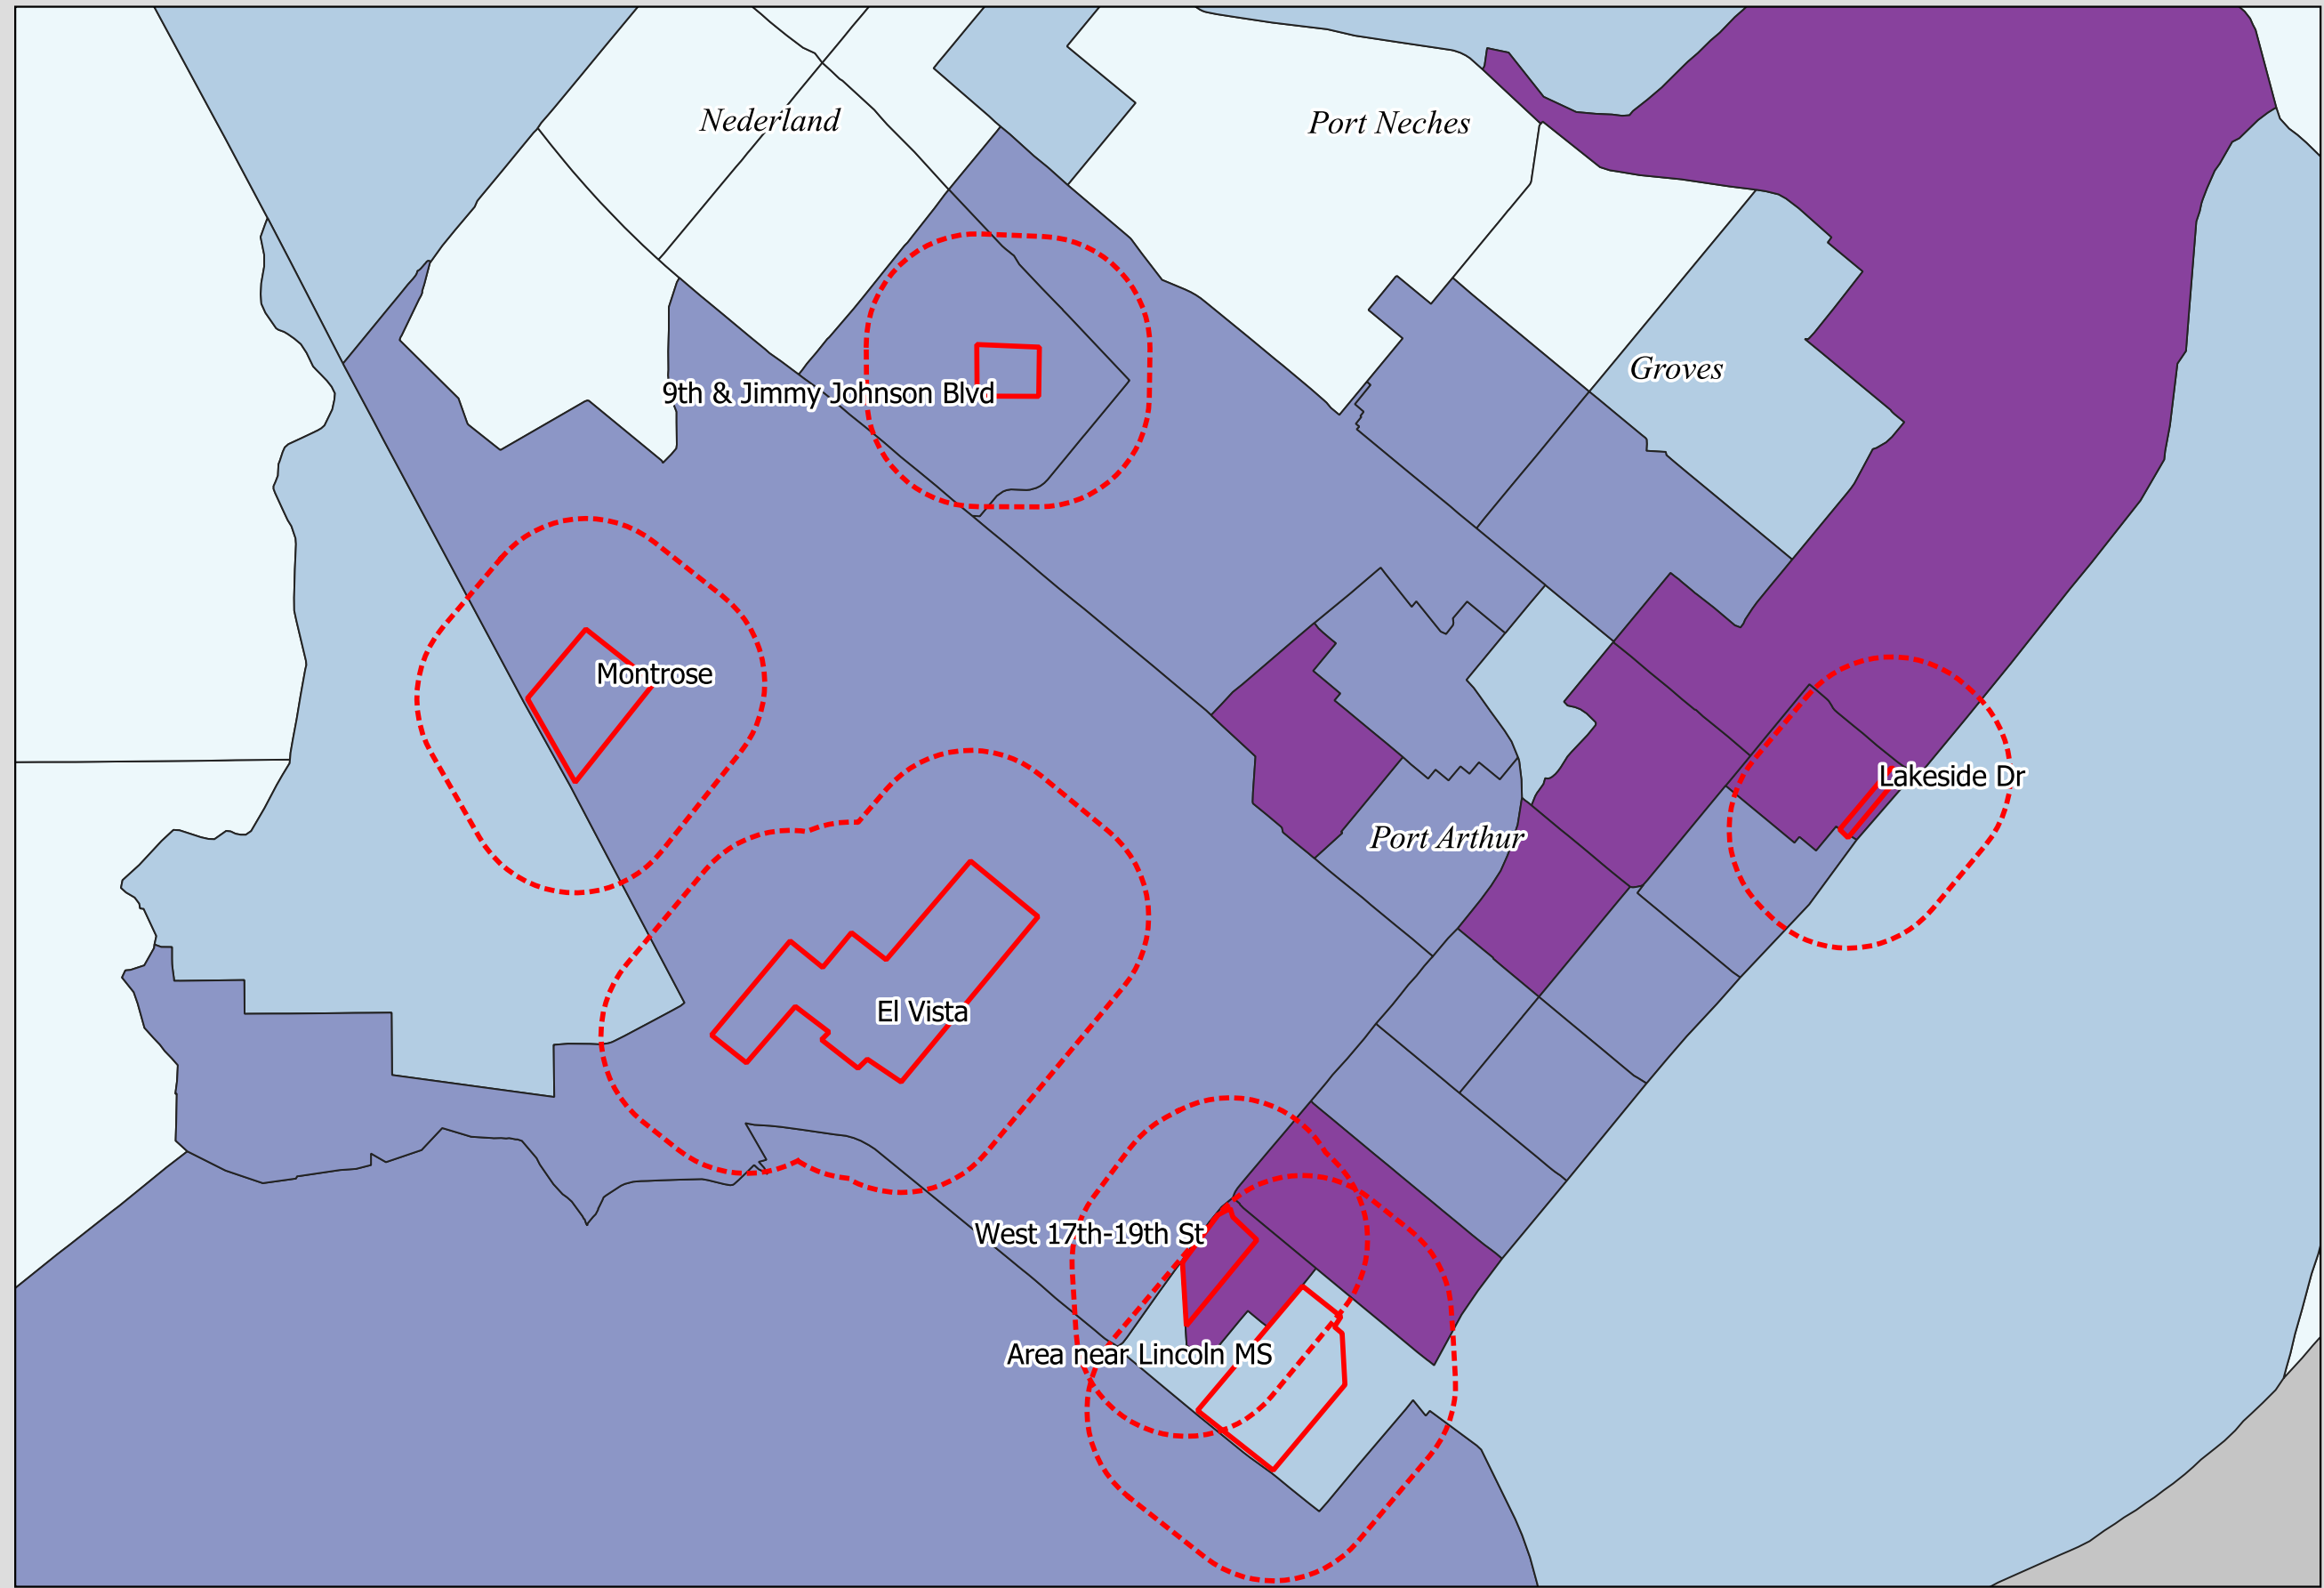 Nederland
Port Neches
Groves
9th & Jimmy Johnson Blvd
Montrose
Lakeside Dr
Port Arthur
El Vista
West 17th-19th St
Area near Lincoln MS